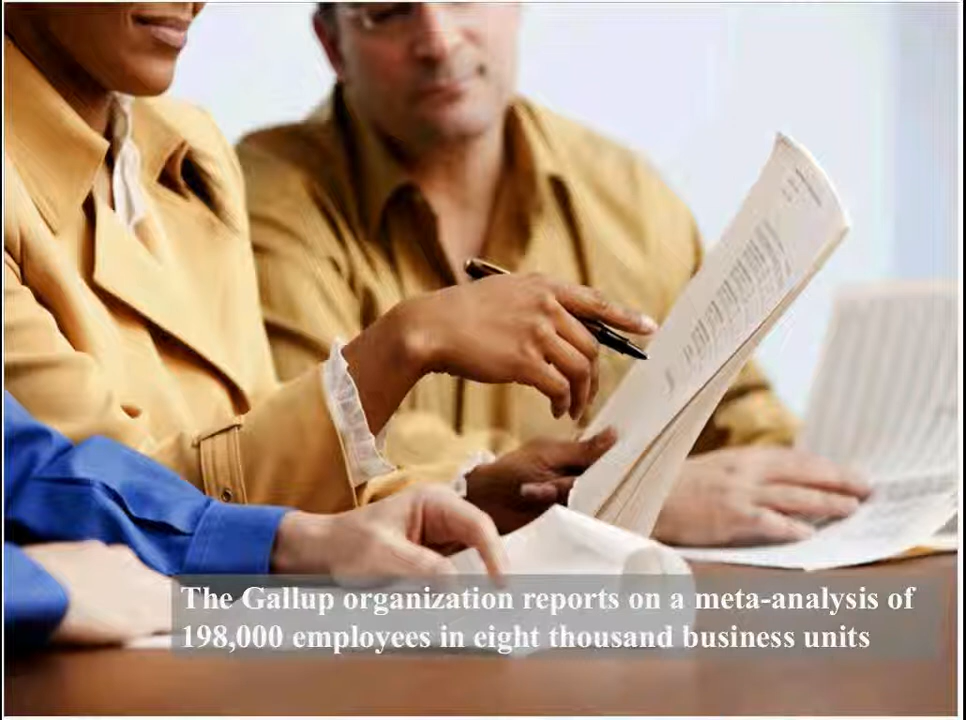 The Gallup organization reports on a meta-analysis of
198,000 employees in eight thousand business units